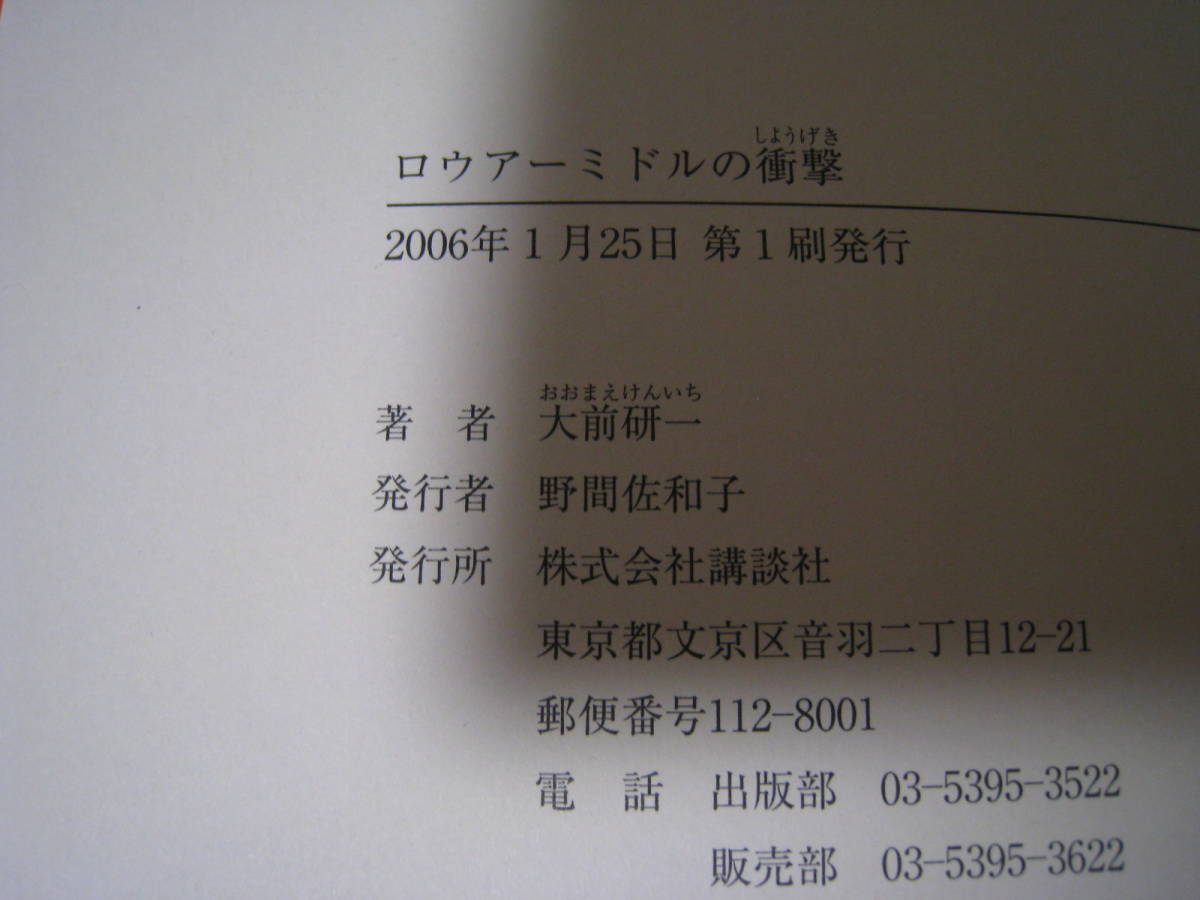 しようげき
ロウアーミドルの衝撃
2006年1月25日 第1刷発行
おおまえけんいち
著 者 大前研一
発行者 野間佐和子
発行所 株式会社講談社
東京都文京区音羽二丁目12-21
郵便番号112-8001
電 話 出版部 03-5395-3522
販売部 03-5395-3622